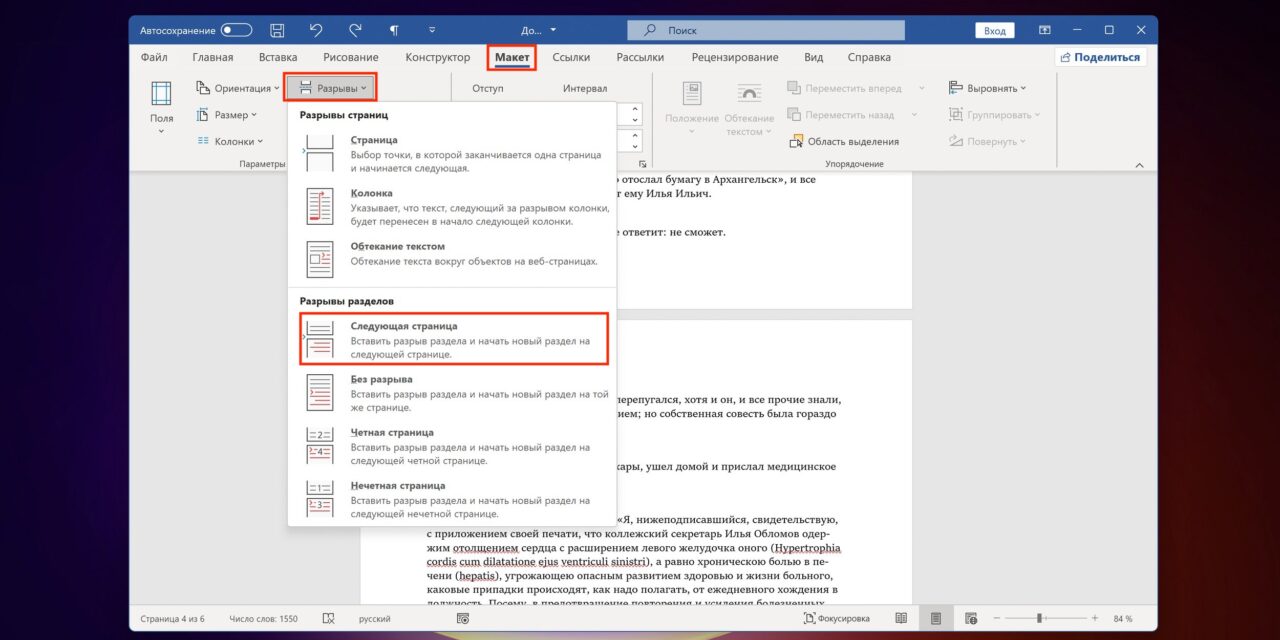 Автосохранение
До...
Поиск
Вход
Файл Главная Вставка Рисование Конструктор Макет Ссылки Рассылки Рецензирование Вид Справка Поделиться
Поля
Ориентация
Размер
Колонки
Разрывы
Отступ Интервал
Положение
Обтекание
текстом
Переместить вперед
Переместить назад
Область выделения
Выровнять
Группировать
Повернуть
Параметры
Упорядочение
Разрывы страниц
Страница
Выбор точки, в которой заканчивается одна страница
и начинается следующая.
Колонка
Указывает, что текст, следующий за разрывом колонки,
будет перенесен в начало следующей колонки.
Обтекание текстом
Обтекание текста вокруг объектов на веб-страницах.
Разрывы разделов
Следующая страница
Вставить разрыв раздела и начать новый раздел на
следующей странице.
Без разрыва
Вставить разрыв раздела и начать новый раздел на той
же странице.
Четная страница
Вставить разрыв раздела и начать новый раздел на
следующей четной странице.
Нечетная страница
Вставить разрыв раздела и начать новый раздел на
следующей нечетной странице.
отослал бумагу в Архангельск», и все
ему Илья Ильич.
ответит: не сможет.
перепугался, хотя и он, и все прочие знали,
ием; но собственная совесть была гораздо
кары, ушел домой и прислал медицинское
«Я, нижеподписавшийся, свидетельствую,
с приложением своей печати, что коллежский секретарь Илья Обломов одер-
жим отолщением сердца с расширением левого желудочка оного (Hypertrophia
cordis cum dilatatione ejus ventriculi sinistri), а равно хроническою болью в пе-
чени (hepatis), угрожающею опасным развитием здоровью и жизни больного,
каковые припадки происходят, как надо полагать, от ежедневного хождения в
должность. Посему, в предотвращение повторения и усиления болезненных
Страница 4 из 6 Число слов: 1550 русский Фокусировка 84 %